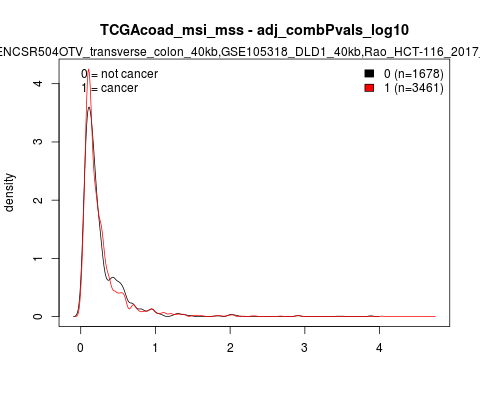 TCGAcoad_msi_mss - adj_combPvals_log10
ENCSR504OTV_transverse_colon_40kb,GSE105318_DLD1_40kb,Rao_HCT-116_2017_
0 = not cancer
1 = cancer
0 (n=1678)
1 (n=3461)
density
4
3
2
1
0
0 1 2 3 4